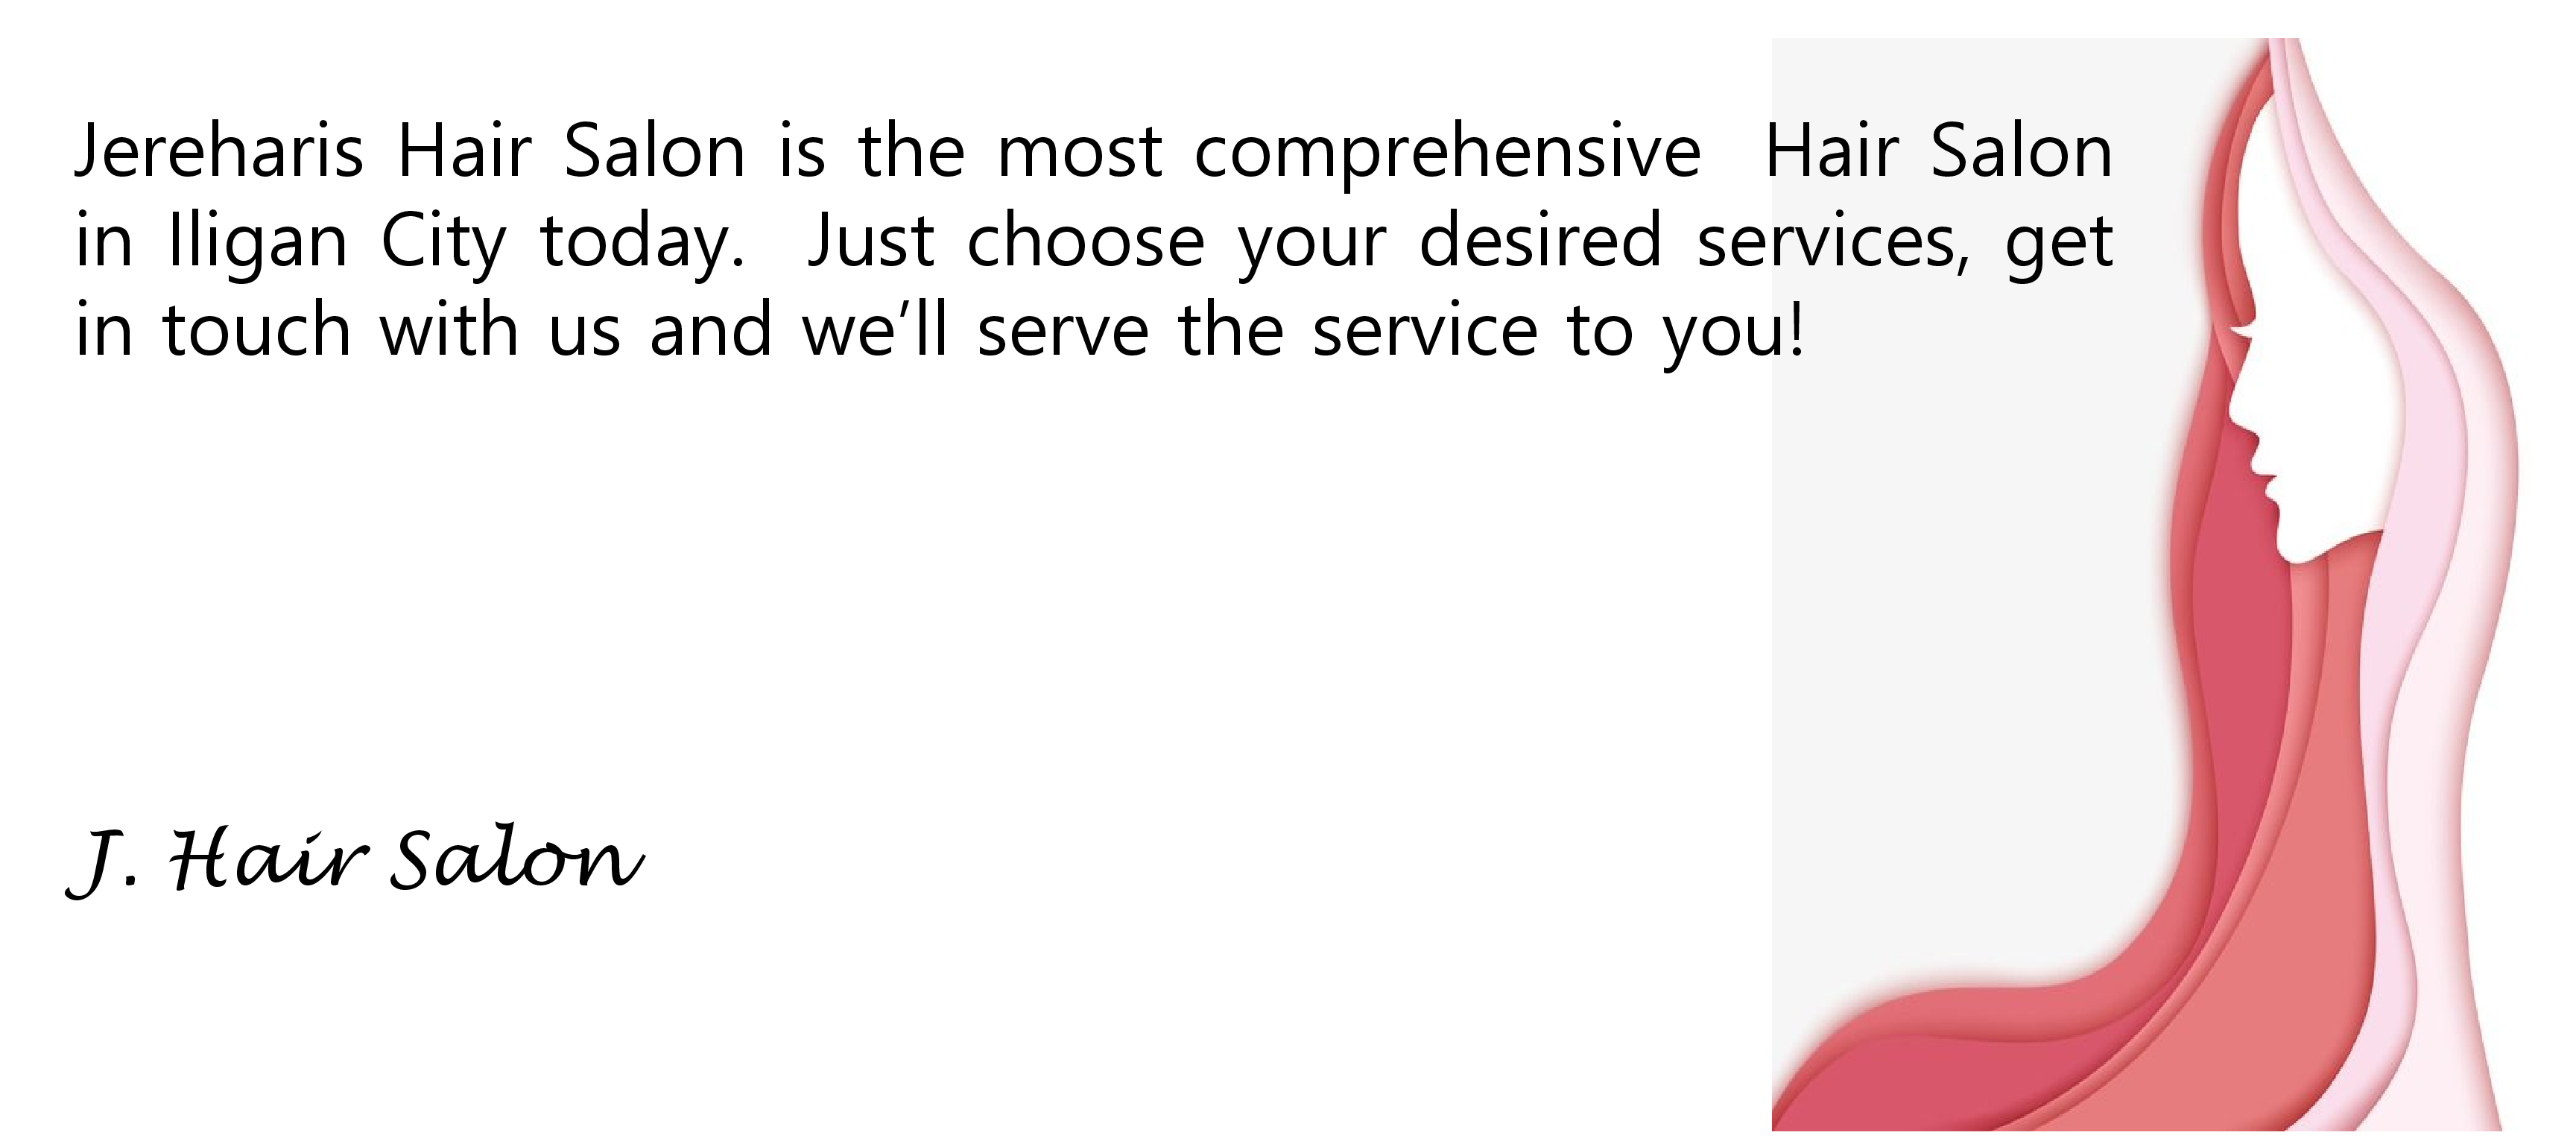 Jereharis Hair Salon is the most comprehensive  Hair Salon
in Iligan City today.  Just choose your desired services, get
in touch with us and we’ll serve the service to you!
J. Hair Salon